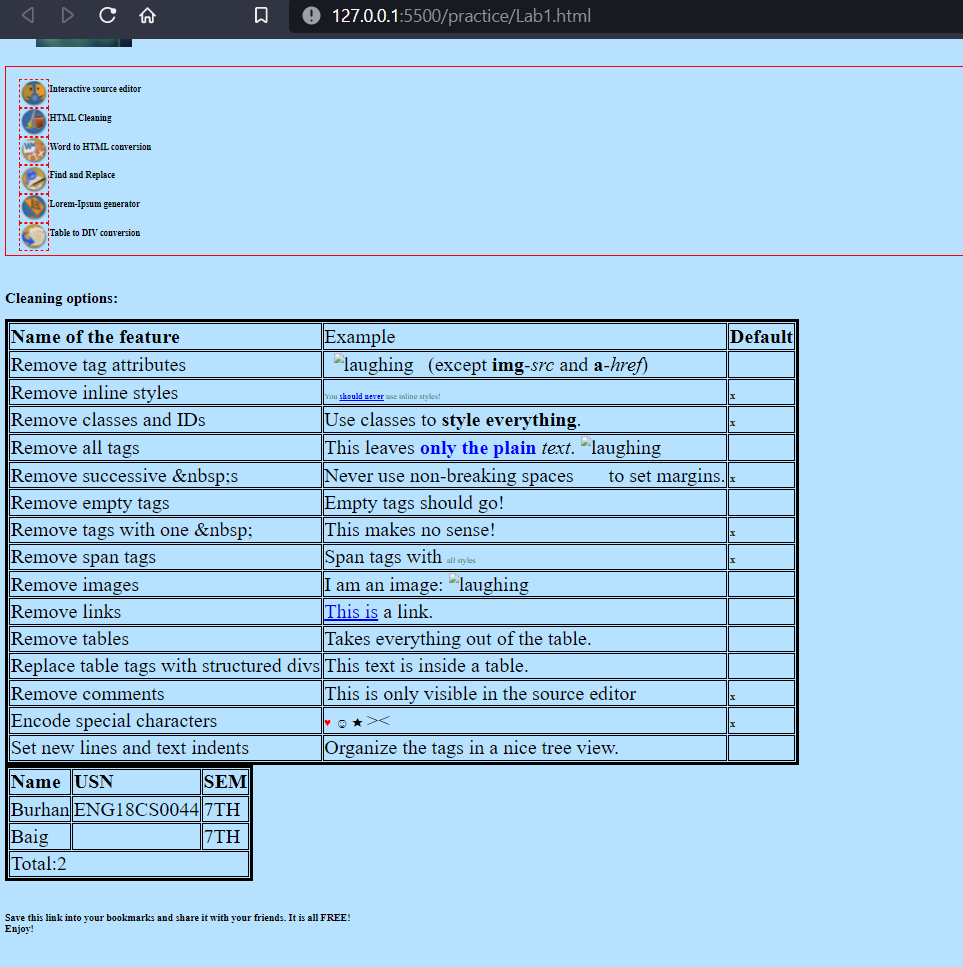 127.0.0.1:5500/practice/Lab1.html
Interactive source editor
HTML Cleaning
Word to HTML conversion
Find and Replace
Lorem-Ipsum generator
Table to DIV conversion
Cleaning options:
Name of the feature Example Default
Remove tag attributes laughing (except img-src and a-href)
Remove inline styles You should never use inline styles! x
Remove classes and IDs Use classes to style everything. x
Remove all tags This leaves only the plain text. laughing
Remove successive &nbsp;s Never use non-breaking spaces to set margins. x
Remove empty tags Empty tags should go!
Remove tags with one &nbsp; This makes no sense! x
Remove span tags Span tags with all styles x
Remove images I am an image: laughing
Remove links This is a link.
Remove tables Takes everything out of the table.
Replace table tags with structured divs This text is inside a table.
Remove comments This is only visible in the source editor x
Encode special characters ♥ ☺ ★ >< x
Set new lines and text indents Organize the tags in a nice tree view.
Name USN SEM
Burhan ENG18CS0044 7TH
Baig 7TH
Total:2
Save this link into your bookmarks and share it with your friends. It is all FREE!
Enjoy!